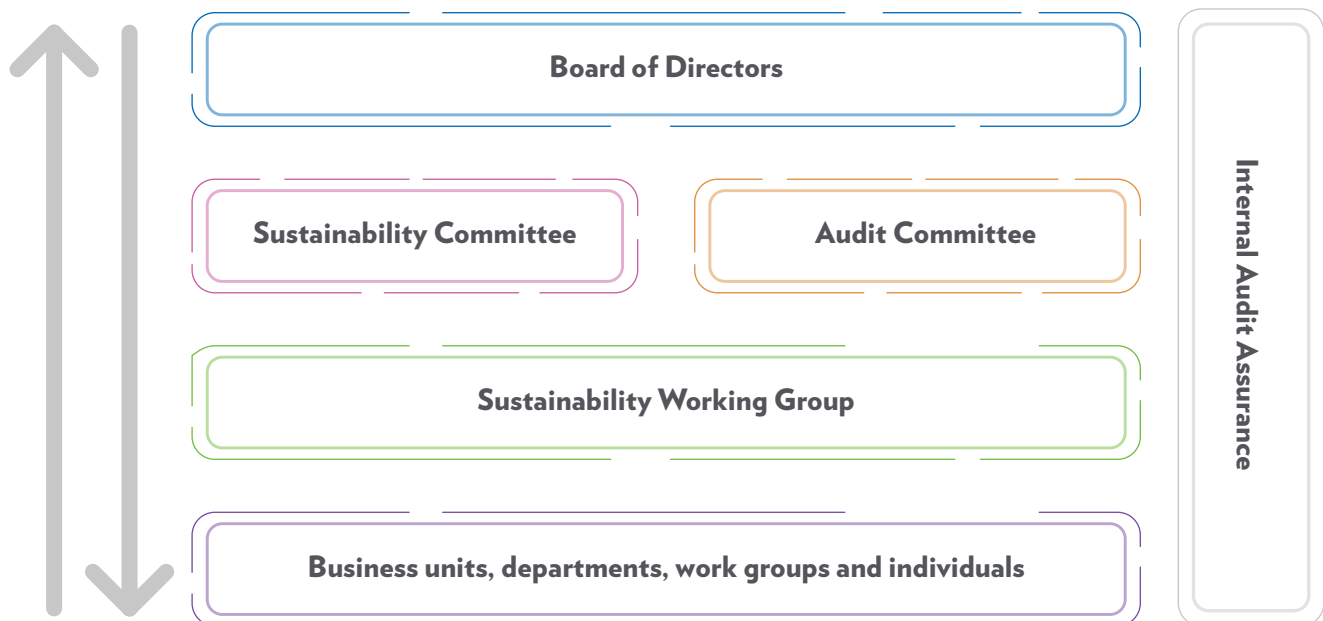 Board of Directors
Sustainability Committee
Audit Committee
Sustainability Working Group
Business units, departments, work groups and individuals
Internal Audit Assurance